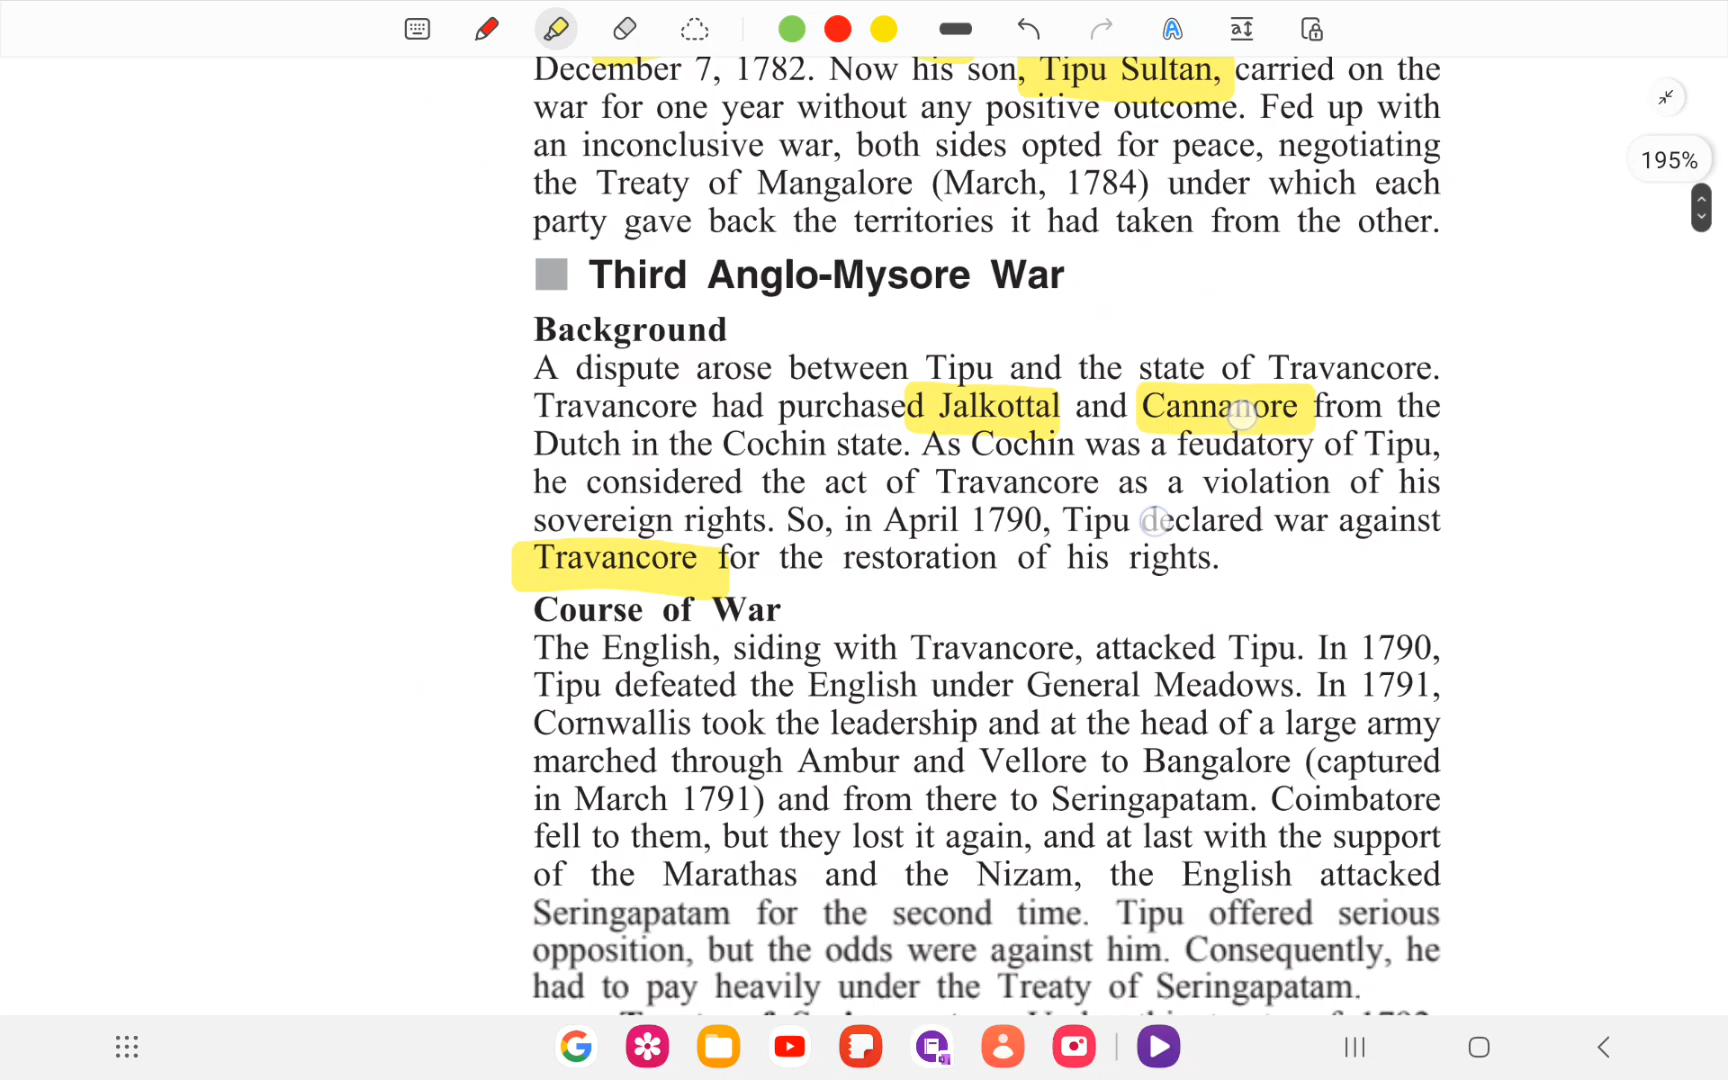 195%
December 7, 1782. Now his son, Tipu Sultan, carried on the
war for one year without any positive outcome. Fed up with
an inconclusive war, both sides opted for peace, negotiating
the Treaty of Mangalore (March, 1784) under which each
party gave back the territories it had taken from the other.
Third Anglo-Mysore War
Background
A dispute arose between Tipu and the state of Travancore.
Travancore had purchased Jalkottal and Cannanore from the
Dutch in the Cochin state. As Cochin was a feudatory of Tipu,
he considered the act of Travancore as a violation of his
sovereign rights. So, in April 1790, Tipu declared war against
Travancore for the restoration of his rights.
Course of War
The English, siding with Travancore, attacked Tipu. In 1790,
Tipu defeated the English under General Meadows. In 1791,
Cornwallis took the leadership and at the head of a large army
marched through Ambur and Vellore to Bangalore (captured
in March 1791) and from there to Seringapatam. Coimbatore
fell to them, but they lost it again, and at last with the support
of the Marathas and the Nizam, the English attacked
Seringapatam for the second time. Tipu offered serious
opposition, but the odds were against him. Consequently, he
had to pay heavily under the Treaty of Seringapatam.